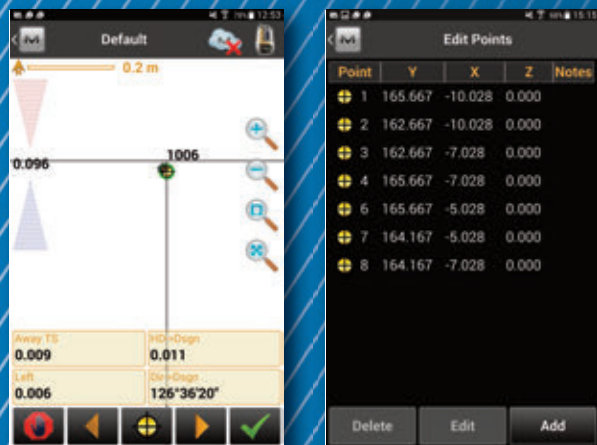 12:53
Default
0.2 m
0.096
1006
Away TS
0.009
HD->Dsgn
0.011
Left
0.006
Dir->Dsgn
126°36'20"
15:15
Edit Points
Point Y X Z Notes
1 165.667 -10.028 0.000
2 162.667 -10.028 0.000
3 162.667 -7.028 0.000
4 165.667 -7.028 0.000
6 165.667 -5.028 0.000
7 164.167 -5.028 0.000
8 164.167 -7.028 0.000
Delete Edit Add